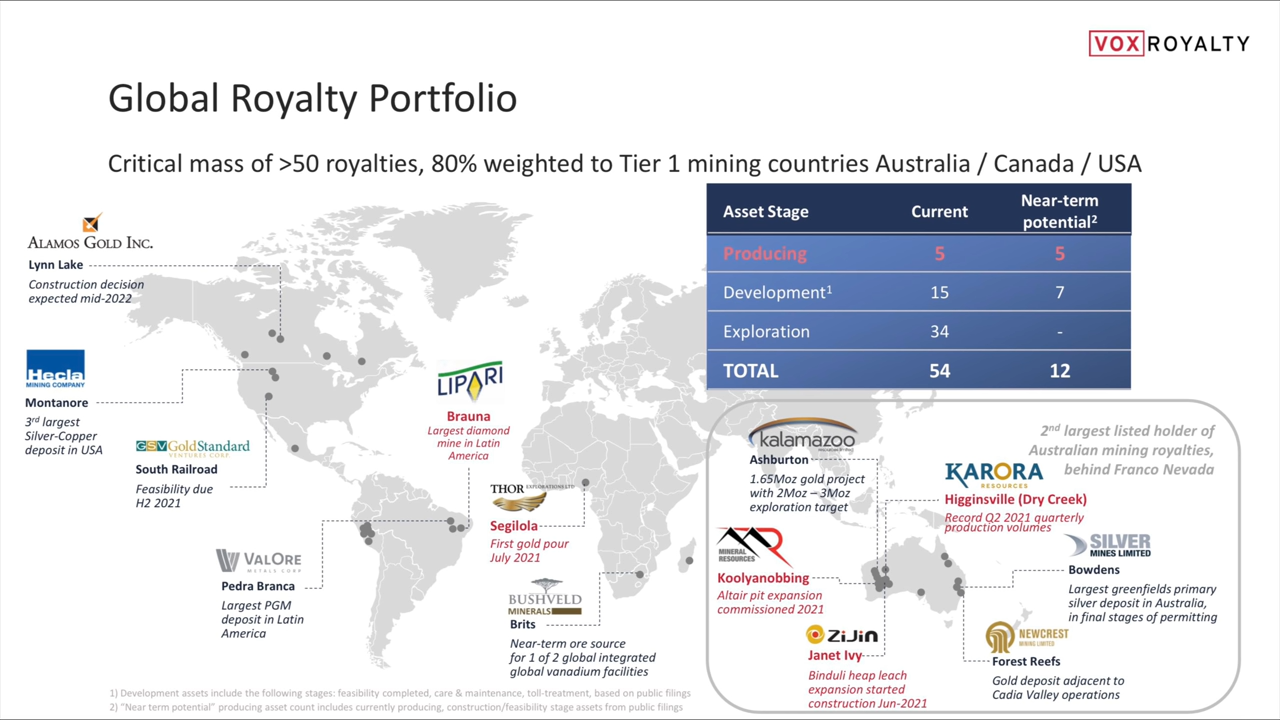 VOX ROYALTY
Global Royalty Portfolio
Critical mass of >50 royalties, 80% weighted to Tier 1 mining countries Australia / Canada / USA
Asset Stage Current Near-term potential2
Producing 5 5
Development1 15 7
Exploration 34 -
TOTAL 54 12
ALAMOS GOLD INC.
Lynn Lake
Construction decision
expected mid-2022
Hecla
MINING COMPANY
Montanore
3rd largest
Silver-Copper
deposit in USA
GSV GoldStandard
VENTURES CORP.
South Railroad
Feasibility due
H2 2021
VALORE
METALS CORP
Pedra Branca
Largest PGM
deposit in Latin
America
LIPARI
Brauna
Largest diamond
mine in Latin
America
THOR EXPLORATIONS LTD
Segilola
First gold pour
July 2021
BUSHVELD
MINERALS
Brits
Near-term ore source
for 1 of 2 global integrated
global vanadium facilities
2nd largest listed holder of
Australian mining royalties,
behind Franco Nevada
kalamazoo
Ashburton
1.65Moz gold project
with 2Moz – 3Moz
exploration target
KARORA
RESOURCES
Higginsville (Dry Creek)
Record Q2 2021 quarterly
production volumes
MINERAL
RESOURCES
Koolyanobbing
Altair pit expansion
commissioned 2021
SILVER
MINES LIMITED
Bowdens
Largest greenfields primary
silver deposit in Australia,
in final stages of permitting
ZIJIN
Janet Ivy
Binduli heap leach
expansion started
construction Jun-2021
NEWCREST
MINING LIMITED
Forest Reefs
Gold deposit adjacent to
Cadia Valley operations
1) Development assets include the following stages: feasibility completed, care & maintenance, toll-treatment, based on public filings
2) "Near term potential" producing asset count includes currently producing, construction/feasibility stage assets from public filings